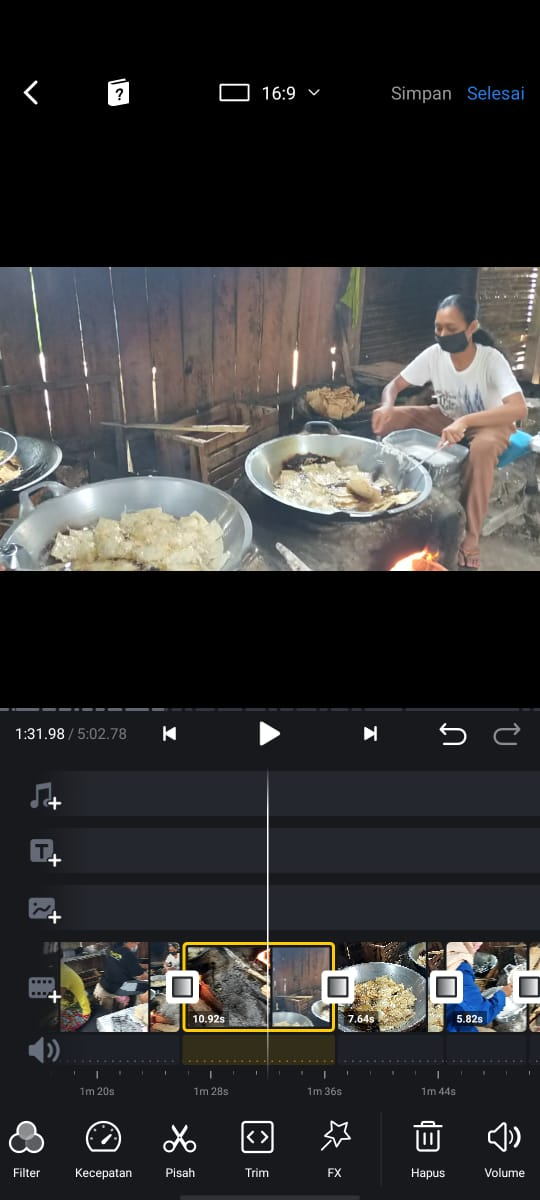 ?
16:9
Simpan
Selesai
1:31.98 / 5:02.78
T
10.92s
7.64s
5.82s
1m 20s
1m 28s
1m 36s
1m 44s
Filter
Kecepatan
Pisah
Trim
FX
Hapus
Volume